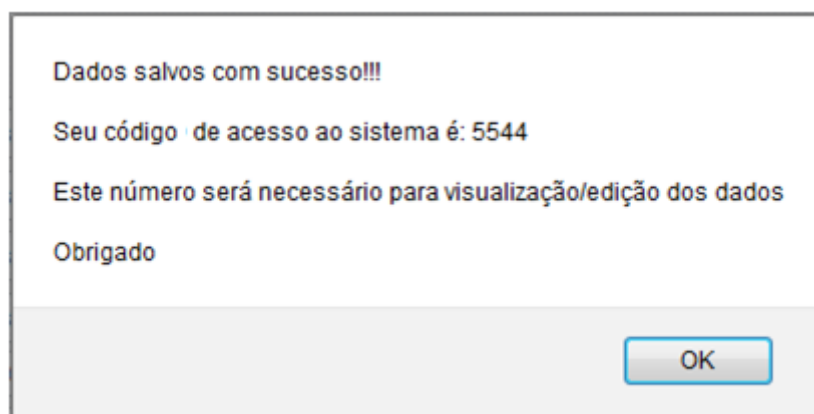 Dados salvos com sucesso!!!
Seu código de acesso ao sistema é: 5544
Este número será necessário para visualização/edição dos dados
Obrigado
OK